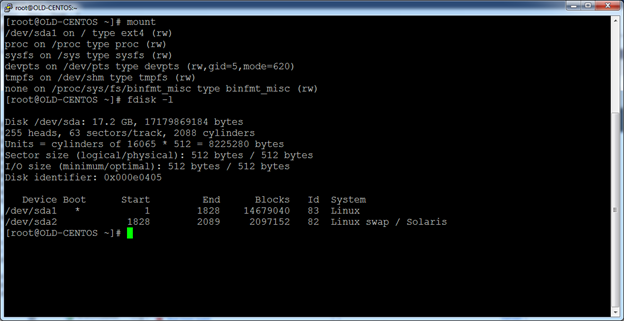 root@OLD-CENTOS:~
[root@OLD-CENTOS ~]# mount
/dev/sda1 on / type ext4 (rw)
proc on /proc type proc (rw)
sysfs on /sys type sysfs (rw)
devpts on /dev/pts type devpts (rw,gid=5,mode=620)
tmpfs on /dev/shm type tmpfs (rw)
none on /proc/sys/fs/binfmt_misc type binfmt_misc (rw)
[root@OLD-CENTOS ~]# fdisk -l

Disk /dev/sda: 17.2 GB, 17179869184 bytes
255 heads, 63 sectors/track, 2088 cylinders
Units = cylinders of 16065 * 512 = 8225280 bytes
Sector size (logical/physical): 512 bytes / 512 bytes
I/O size (minimum/optimal): 512 bytes / 512 bytes
Disk identifier: 0x000e0405

   Device Boot      Start         End      Blocks   Id  System
/dev/sda1   *           1        1828    14679040   83  Linux
/dev/sda2            1828        2089     2097152   82  Linux swap / Solaris
[root@OLD-CENTOS ~]#